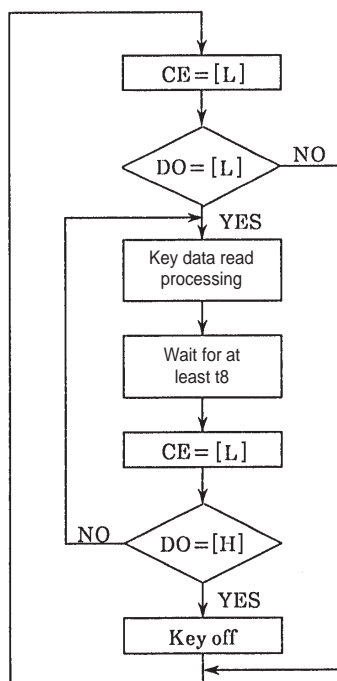 CE = [L]
DO = [L]
NO
YES
Key data read
processing
Wait for at
least t8
CE = [L]
NO
DO = [H]
YES
Key off